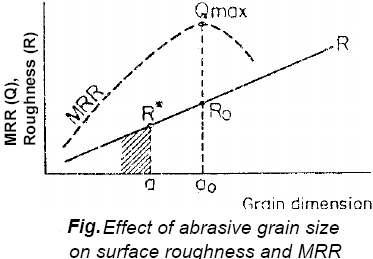 Qmax
R
MRR (Q),
Roughness (R)
MRR
R*
Ro
a
ao
Grain dimension
Fig. Effect of abrasive grain size
on surface roughness and MRR